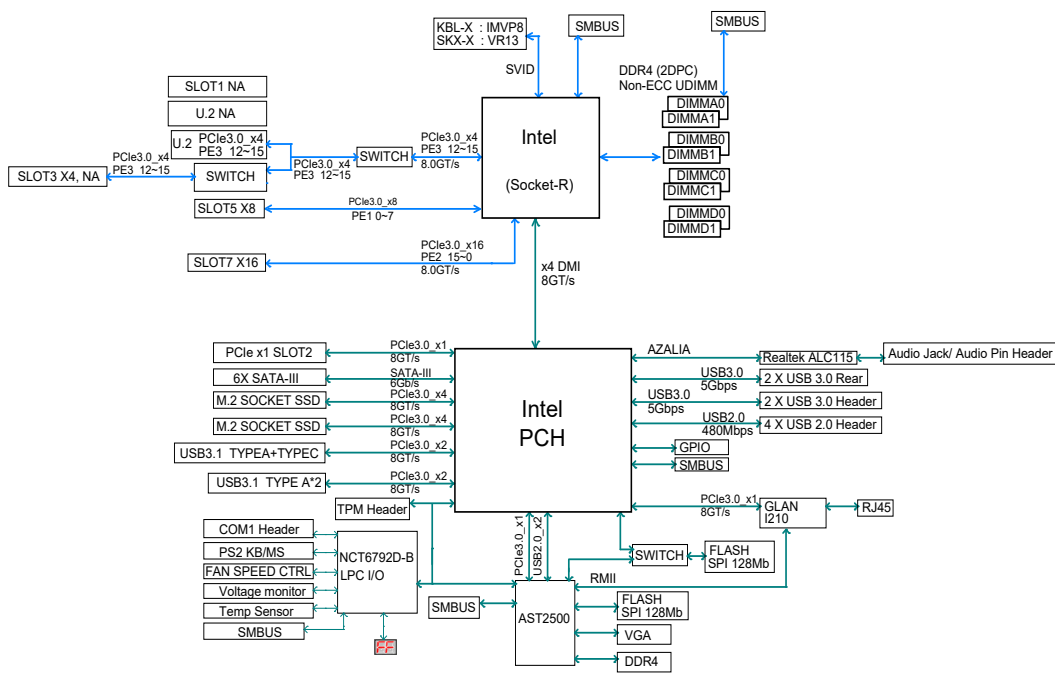 KBL-X : IMVP8
SKX-X : VR13
SMBUS
SMBUS
SVID
DDR4 (2DPC)
Non-ECC UDIMM
SLOT1 NA
U.2 NA
U.2 PCIe3.0_x4
PE3 12~15
SWITCH
PCIe3.0_x4
PE3 12~15
8.0GT/s
PCIe3.0_x4
PE3 12~15
SLOT3 X4, NA
PCIe3.0_x4
PE3 12~15
SWITCH
Intel
(Socket-R)
DIMMA0
DIMMA1
DIMMB0
DIMMB1
DIMMC0
DIMMC1
DIMMD0
DIMMD1
SLOT5 X8
PCIe3.0_x8
PE1 0~7
SLOT7 X16
PCIe3.0_x16
PE2 15~0
8.0GT/s
x4 DMI
8GT/s
PCIe x1 SLOT2
PCIe3.0_x1
8GT/s
6X SATA-III
SATA-III
6Gb/s
M.2 SOCKET SSD
PCIe3.0_x4
8GT/s
M.2 SOCKET SSD
PCIe3.0_x4
8GT/s
USB3.1 TYPEA+TYPEC
PCIe3.0_x2
8GT/s
USB3.1 TYPE A*2
PCIe3.0_x2
8GT/s
Intel
PCH
AZALIA
Realtek ALC115
Audio Jack/ Audio Pin Header
USB3.0
5Gbps
2 X USB 3.0 Rear
USB3.0
5Gbps
2 X USB 3.0 Header
USB2.0
480Mbps
4 X USB 2.0 Header
GPIO
SMBUS
PCIe3.0_x1
8GT/s
GLAN
I210
RJ45
TPM Header
COM1 Header
PS2 KB/MS
FAN SPEED CTRL
Voltage monitor
Temp Sensor
SMBUS
NCT6792D-B
LPC I/O
FF
PCIe3.0_x1
USB2.0_x2
SWITCH
FLASH
SPI 128Mb
RMII
SMBUS
AST2500
FLASH
SPI 128Mb
VGA
DDR4